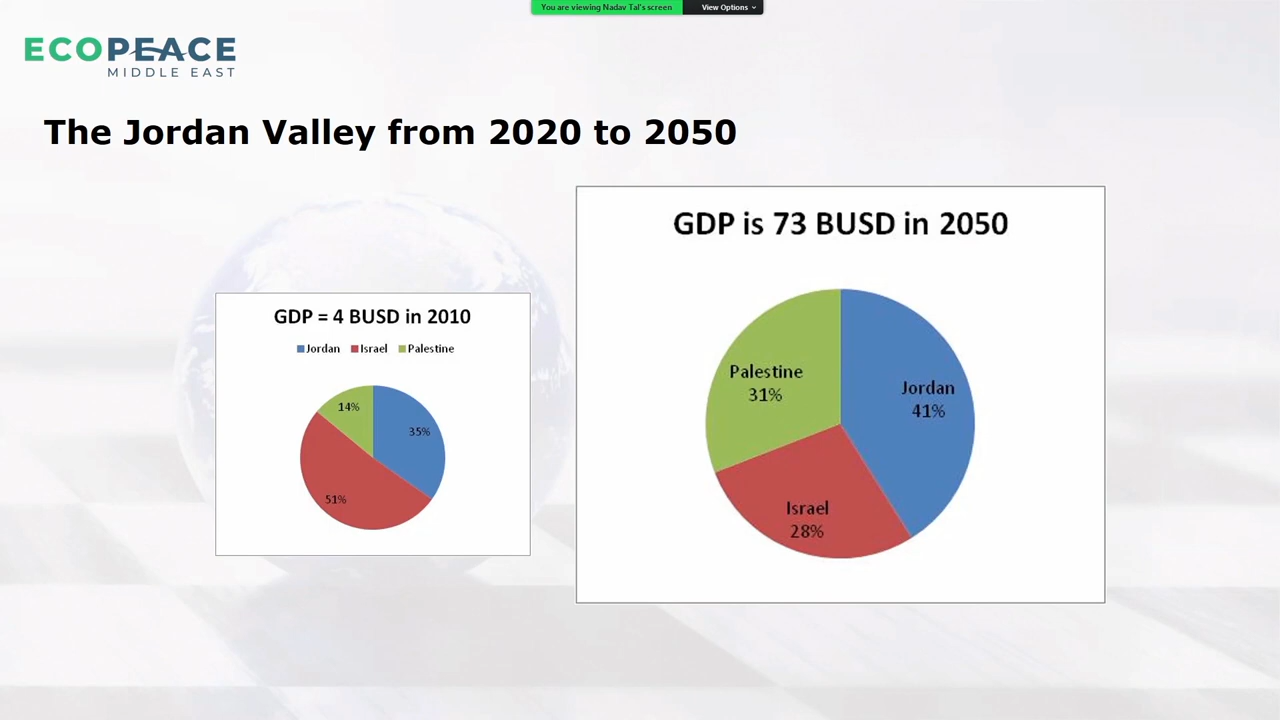 You are viewing Nadav Tal's screen View Options
ECOPEACE
MIDDLE EAST
The Jordan Valley from 2020 to 2050
GDP = 4 BUSD in 2010
Jordan Israel Palestine
14%
35%
51%
GDP is 73 BUSD in 2050
Palestine
31%
Jordan
41%
Israel
28%